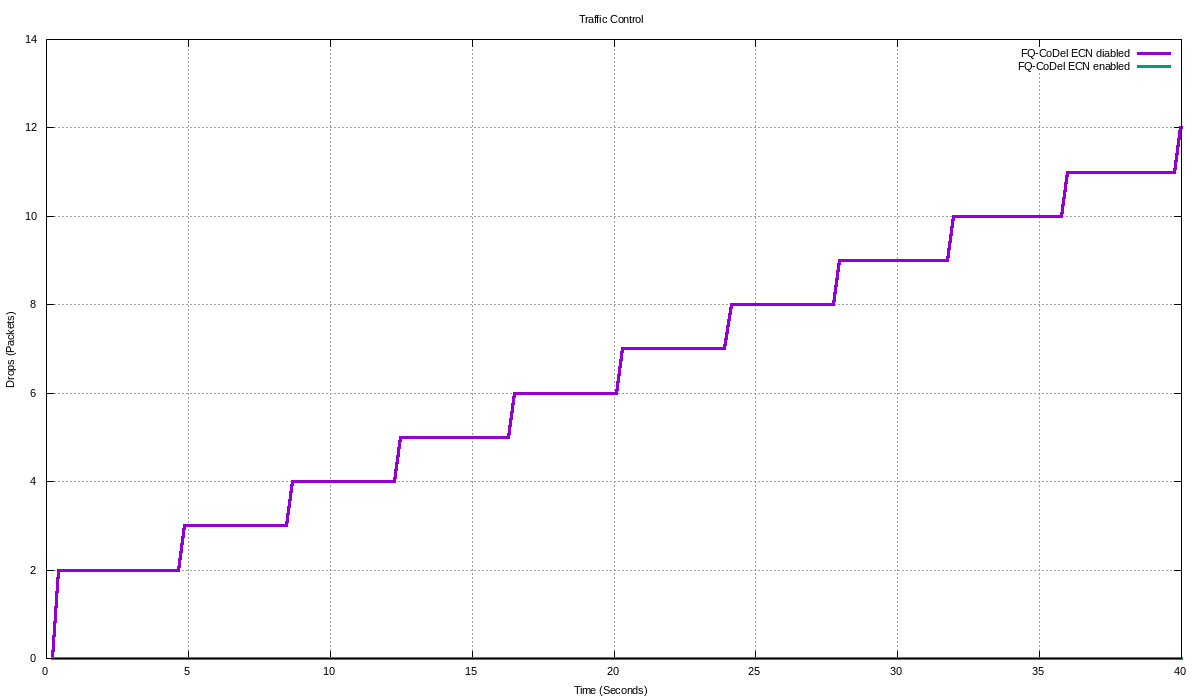 Traffic Control
FQ-CoDel ECN diabled
FQ-CoDel ECN enabled
14
12
10
8
6
4
2
0
Drops (Packets)
0 5 10 15 20 25 30 35 40
Time (Seconds)